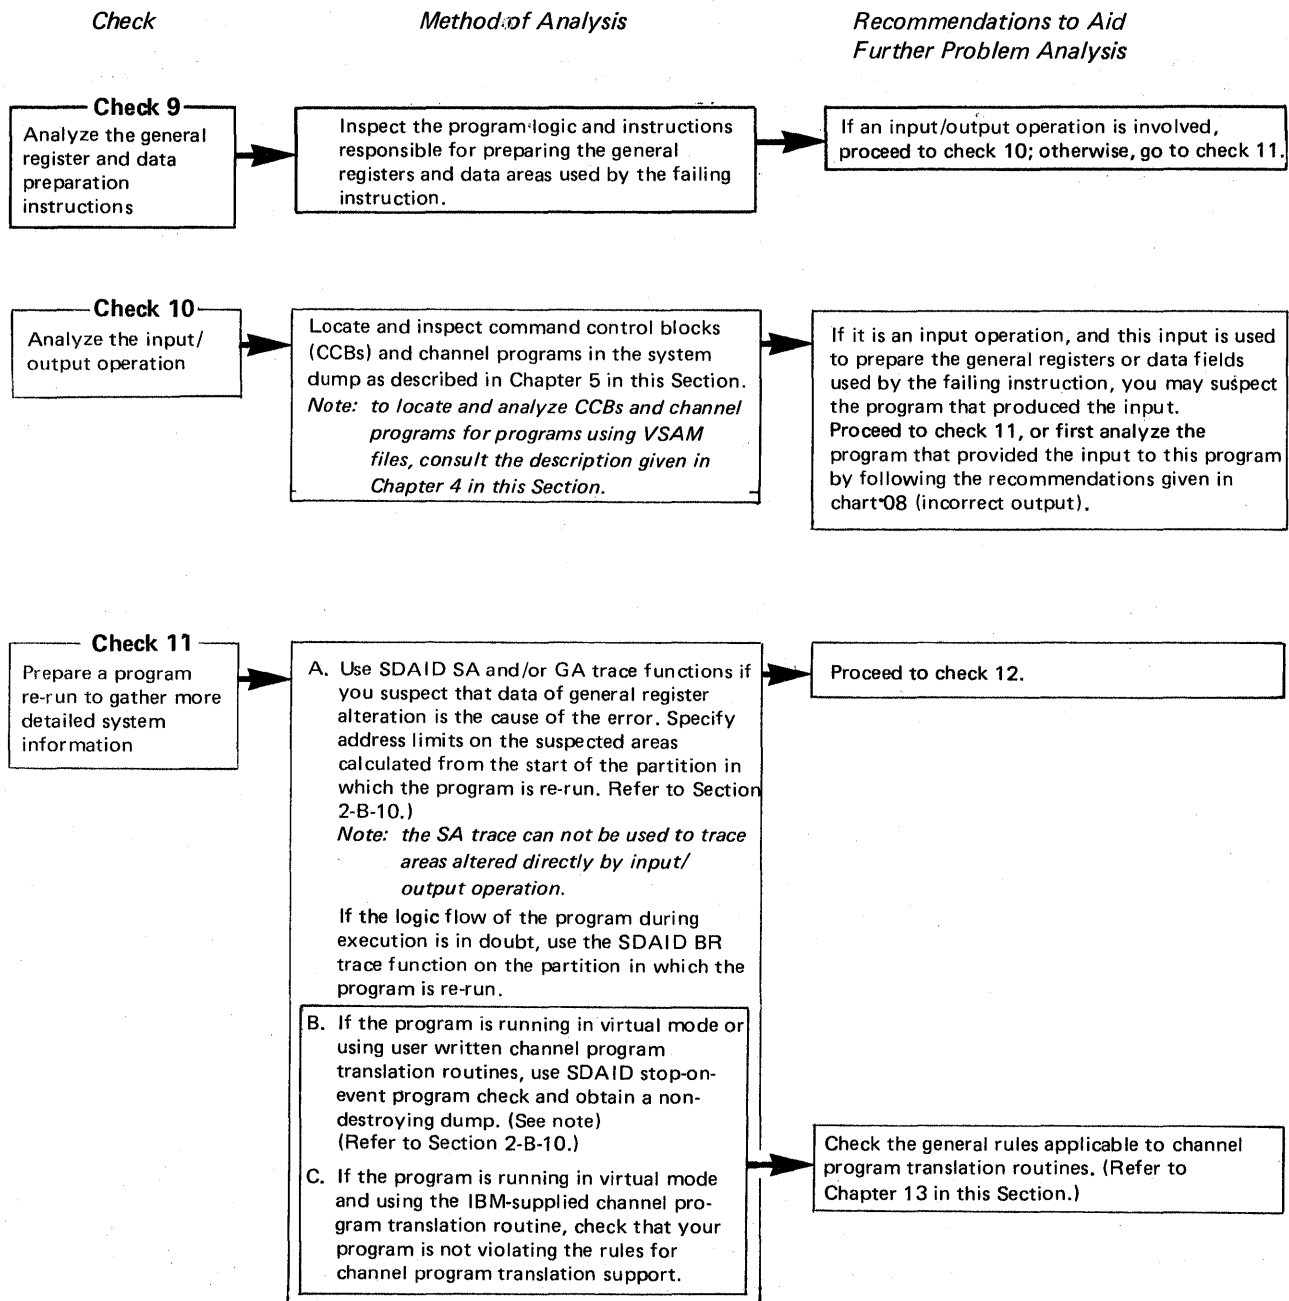 Check
Method of Analysis
Recommendations to Aid
Further Problem Analysis
Check 9
Analyze the general
register and data
preparation
instructions
Inspect the program logic and instructions
responsible for preparing the general
registers and data areas used by the failing
instruction.
If an input/output operation is involved,
proceed to check 10; otherwise, go to check 11.
Check 10
Analyze the input/
output operation
Locate and inspect command control blocks
(CCBs) and channel programs in the system
dump as described in Chapter 5 in this Section.
Note: to locate and analyze CCBs and channel
programs for programs using VSAM
files, consult the description given in
Chapter 4 in this Section.
If it is an input operation, and this input is used
to prepare the general registers or data fields
used by the failing instruction, you may suspect
the program that produced the input.
Proceed to check 11, or first analyze the
program that provided the input to this program
by following the recommendations given in
chart 08 (incorrect output).
Check 11
Prepare a program
re-run to gather more
detailed system
information
A. Use SDAID SA and/or GA trace functions if
you suspect that data of general register
alteration is the cause of the error. Specify
address limits on the suspected areas
calculated from the start of the partition in
which the program is re-run. Refer to Section
2-B-10.)
Note: the SA trace can not be used to trace
areas altered directly by input/
output operation.
If the logic flow of the program during
execution is in doubt, use the SDAID BR
trace function on the partition in which the
program is re-run.
Proceed to check 12.
B. If the program is running in virtual mode or
using user written channel program
translation routines, use SDAID stop-on-
event program check and obtain a non-
destroying dump. (See note)
(Refer to Section 2-B-10.)
C. If the program is running in virtual mode
and using the IBM-supplied channel pro-
gram translation routine, check that your
program is not violating the rules for
channel program translation support.
Check the general rules applicable to channel
program translation routines. (Refer to
Chapter 13 in this Section.)